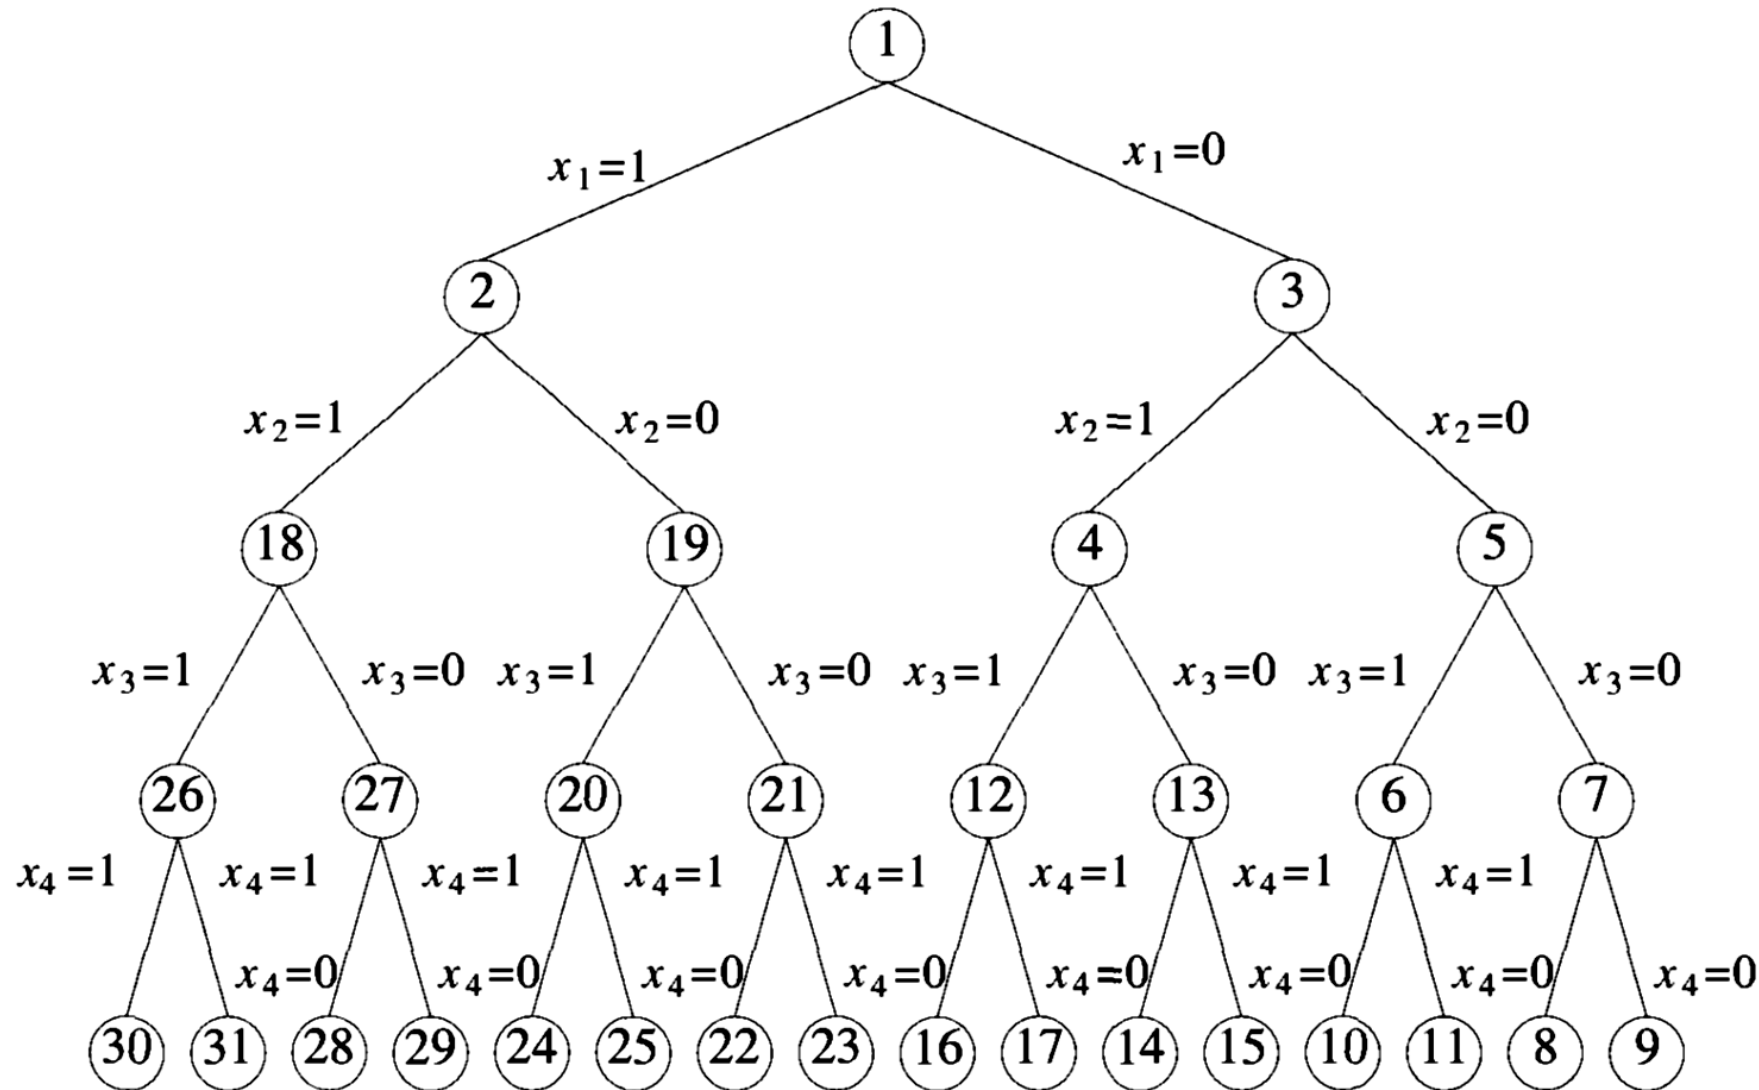 1
x1=1 x1=0
2 3
x2=1 x2=0 x2=1 x2=0
18 19 4 5
x3=1 x3=0 x3=1 x3=0 x3=1 x3=0 x3=1 x3=0
26 27 20 21 12 13 6 7
x4=1 x4=1 x4=1 x4=1 x4=1 x4=1 x4=1 x4=1
x4=0 x4=0 x4=0 x4=0 x4=0 x4=0 x4=0 x4=0
30 31 28 29 24 25 22 23 16 17 14 15 10 11 8 9